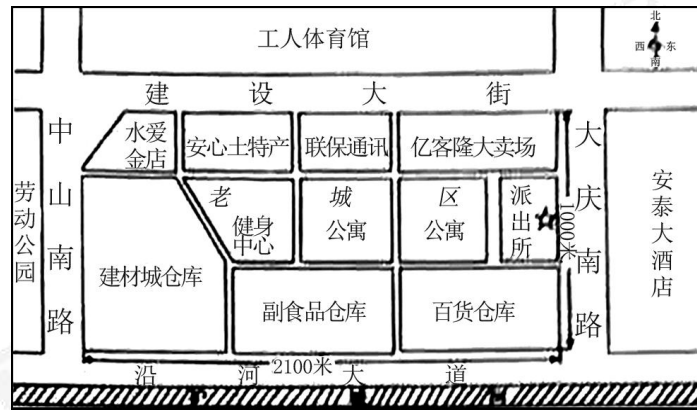 工人体育馆
北
西 东
南
建设大街
中山南路
劳动公园
水爱
金店
安心土特产
联保通讯
亿客隆大卖场
大庆南路
安泰大酒店
老城区
健身
中心
公寓
公寓
派出所
1000米
建材城仓库
副食品仓库
百货仓库
2100米
沿河大道